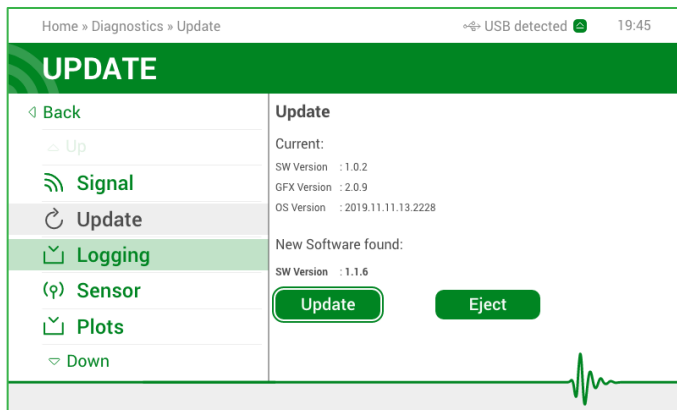 Home » Diagnostics » Update
USB detected
19:45
UPDATE
Back
Up
Signal
Update
Logging
Sensor
Plots
Down
Update
Current:
SW Version : 1.0.2
GFX Version : 2.0.9
OS Version : 2019.11.11.13.2228
New Software found:
SW Version : 1.1.6
Update
Eject